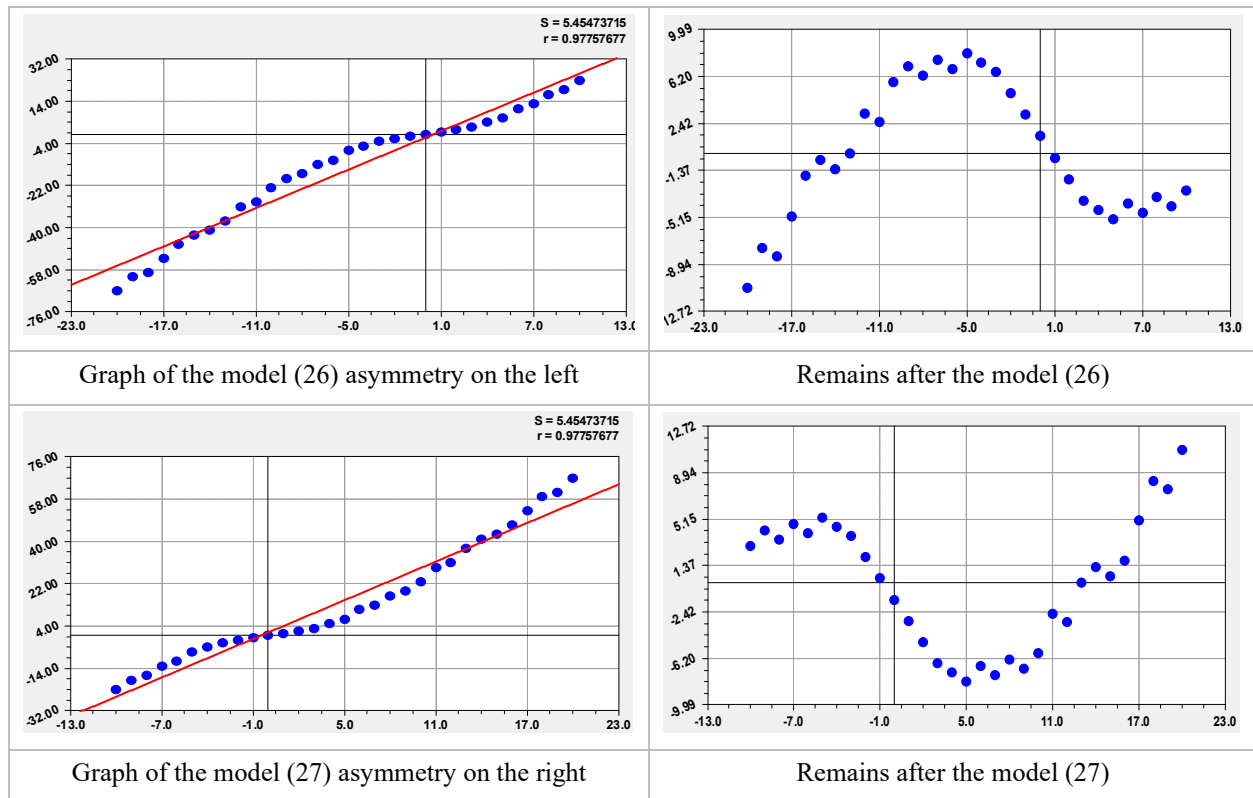 S = 5.45473715
r = 0.97757677
32.00
14.00
-4.00
-22.00
-40.00
-58.00
-76.00
-23.0 -17.0 -11.0 -5.0 1.0 7.0 13.0
9.99
6.20
2.42
-1.37
-5.15
-8.94
12.72
-23.0 -17.0 -11.0 -5.0 1.0 7.0 13.0
Graph of the model (26) asymmetry on the left
Remains after the model (26)
S = 5.45473715
r = 0.97757677
76.00
58.00
40.00
22.00
4.00
-14.00
-32.00
-13.0 -7.0 -1.0 5.0 11.0 17.0 23.0
12.72
8.94
5.15
1.37
-2.42
-6.20
-9.99
-13.0 -7.0 -1.0 5.0 11.0 17.0 23.0
Graph of the model (27) asymmetry on the right
Remains after the model (27)